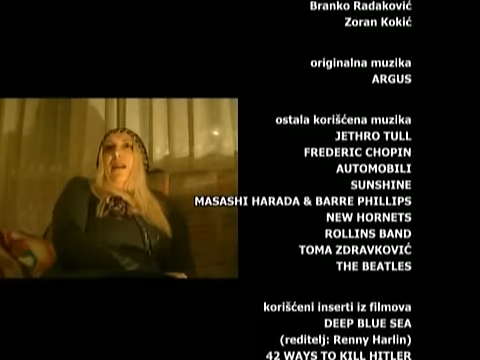 Branko Radaković
Zoran Kokić
originalna muzika
ARGUS
ostala korišćena muzika
JETHRO TULL
FREDERIC CHOPIN
AUTOMOBILI
SUNSHINE
MASASHI HARADA & BARRE PHILLIPS
NEW HORNETS
ROLLINS BAND
TOMA ZDRAVKOVIĆ
THE BEATLES
korišćeni inserti iz filmova
DEEP BLUE SEA
(reditelj: Renny Harlin)
42 WAYS TO KILL HITLER